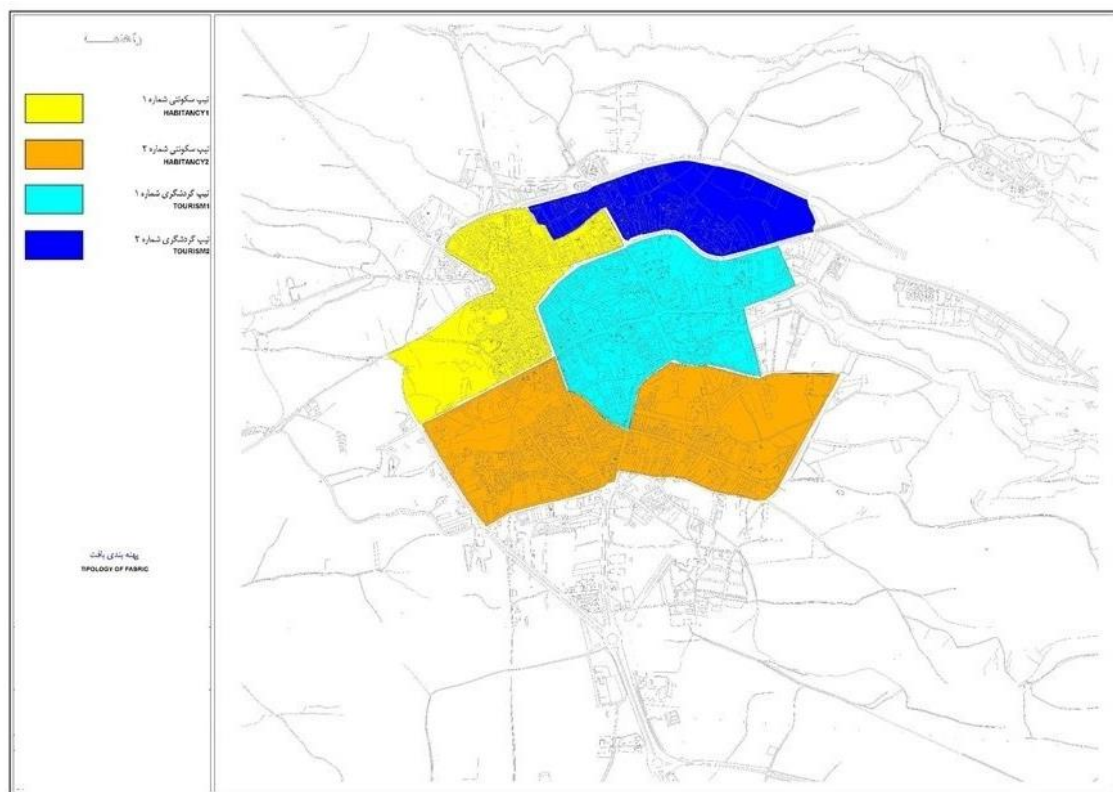 راهنمــــا
تیپ سکونتی شماره ۱
HABITANCY1
تیپ سکونتی شماره ۲
HABITANCY2
تیپ گردشگری شماره ۱
TOURISM1
تیپ گردشگری شماره ۲
TOURISM2
پهنه بندی بافت
TIPOLOGY OF FABRIC